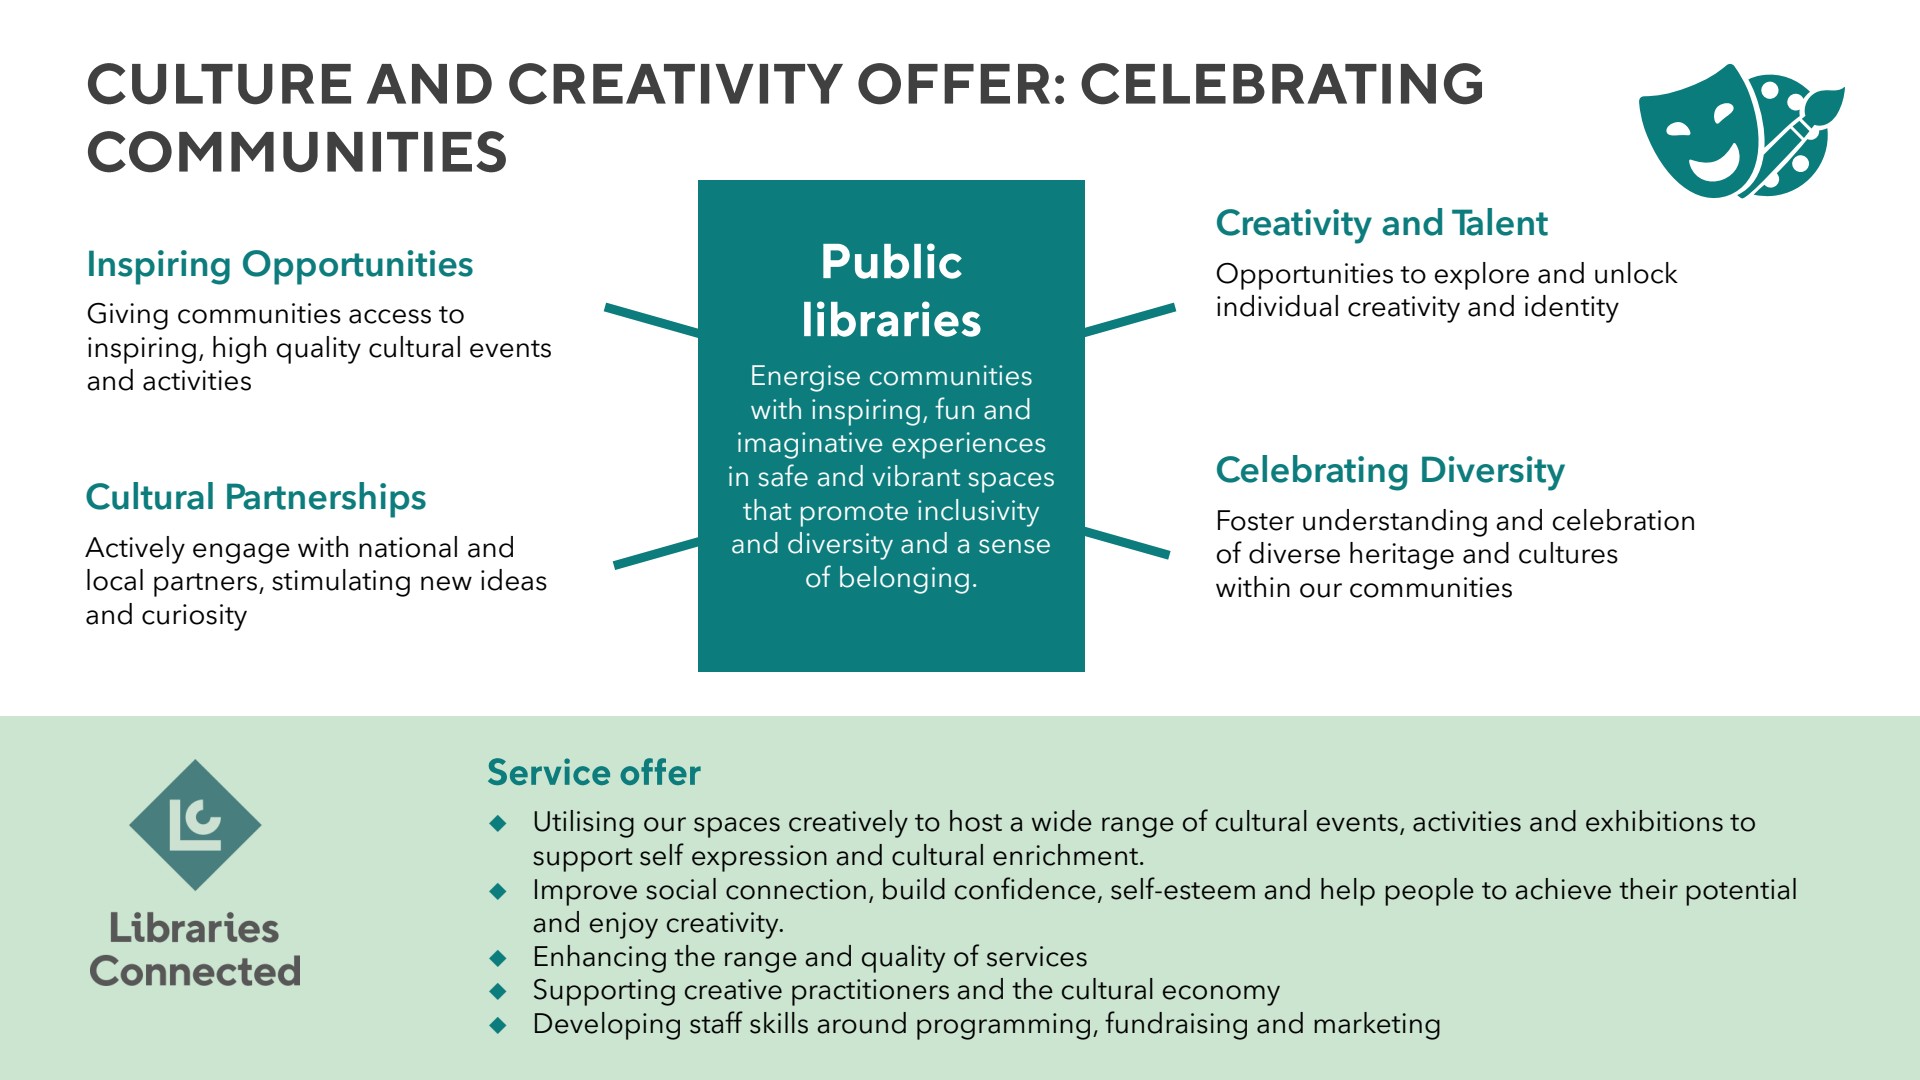 CULTURE AND CREATIVITY OFFER: CELEBRATING
COMMUNITIES
Inspiring Opportunities
Giving communities access to
inspiring, high quality cultural events
and activities
Cultural Partnerships
Actively engage with national and
local partners, stimulating new ideas
and curiosity
Public
libraries
Energise communities
with inspiring, fun and
imaginative experiences
in safe and vibrant spaces
that promote inclusivity
and diversity and a sense
of belonging.
Creativity and Talent
Opportunities to explore and unlock
individual creativity and identity
Celebrating Diversity
Foster understanding and celebration
of diverse heritage and cultures
within our communities
LC
Libraries
Connected
Service offer
◆ Utilising our spaces creatively to host a wide range of cultural events, activities and exhibitions to
support self expression and cultural enrichment.
◆ Improve social connection, build confidence, self-esteem and help people to achieve their potential
and enjoy creativity.
◆ Enhancing the range and quality of services
◆ Supporting creative practitioners and the cultural economy
◆ Developing staff skills around programming, fundraising and marketing